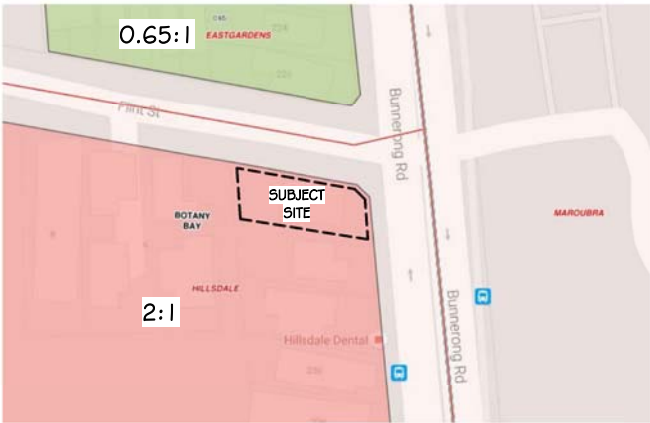 0.65:1
EASTGARDENS
Flint St
Bunnerong Rd
SUBJECT
SITE
BOTANY
BAY
MAROUBRA
HILLSDALE
2:1
Bunnerong Rd
Hillsdale Dental